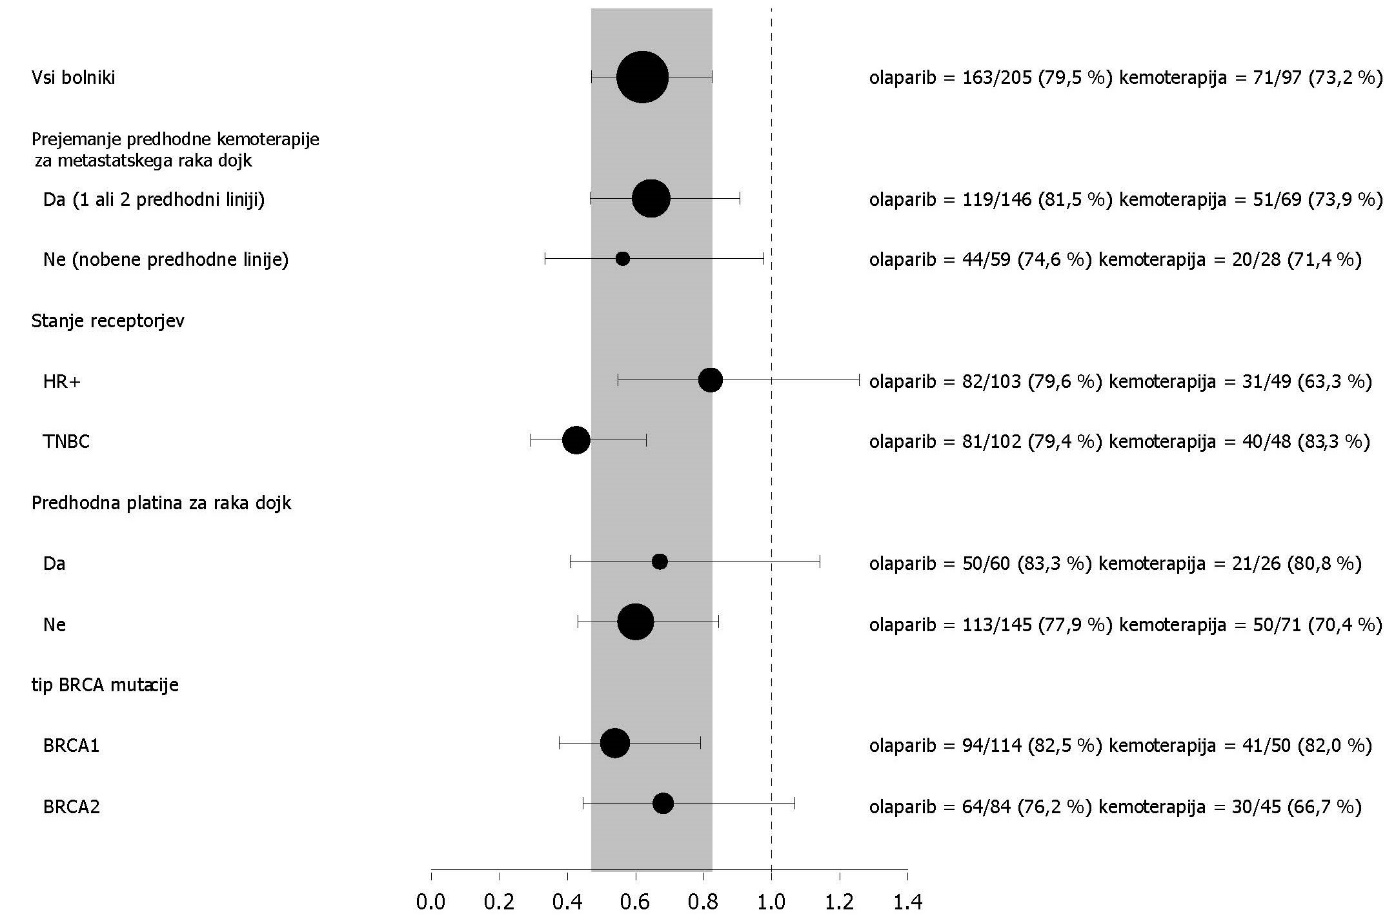 Vsi bolniki olaparib = 163/205 (79,5 %) kemoterapija = 71/97 (73,2 %)
Prejemanje predhodne kemoterapije
za metastatskega raka dojk
Da (1 ali 2 predhodni liniji) olaparib = 119/146 (81,5 %) kemoterapija = 51/69 (73,9 %)
Ne (nobene predhodne linije) olaparib = 44/59 (74,6 %) kemoterapija = 20/28 (71,4 %)
Stanje receptorjev
HR+ olaparib = 82/103 (79,6 %) kemoterapija = 31/49 (63,3 %)
TNBC olaparib = 81/102 (79,4 %) kemoterapija = 40/48 (83,3 %)
Predhodna platina za raka dojk
Da olaparib = 50/60 (83,3 %) kemoterapija = 21/26 (80,8 %)
Ne olaparib = 113/145 (77,9 %) kemoterapija = 50/71 (70,4 %)
tip BRCA mutacije
BRCA1 olaparib = 94/114 (82,5 %) kemoterapija = 41/50 (82,0 %)
BRCA2 olaparib = 64/84 (76,2 %) kemoterapija = 30/45 (66,7 %)
0.0 0.2 0.4 0.6 0.8 1.0 1.2 1.4